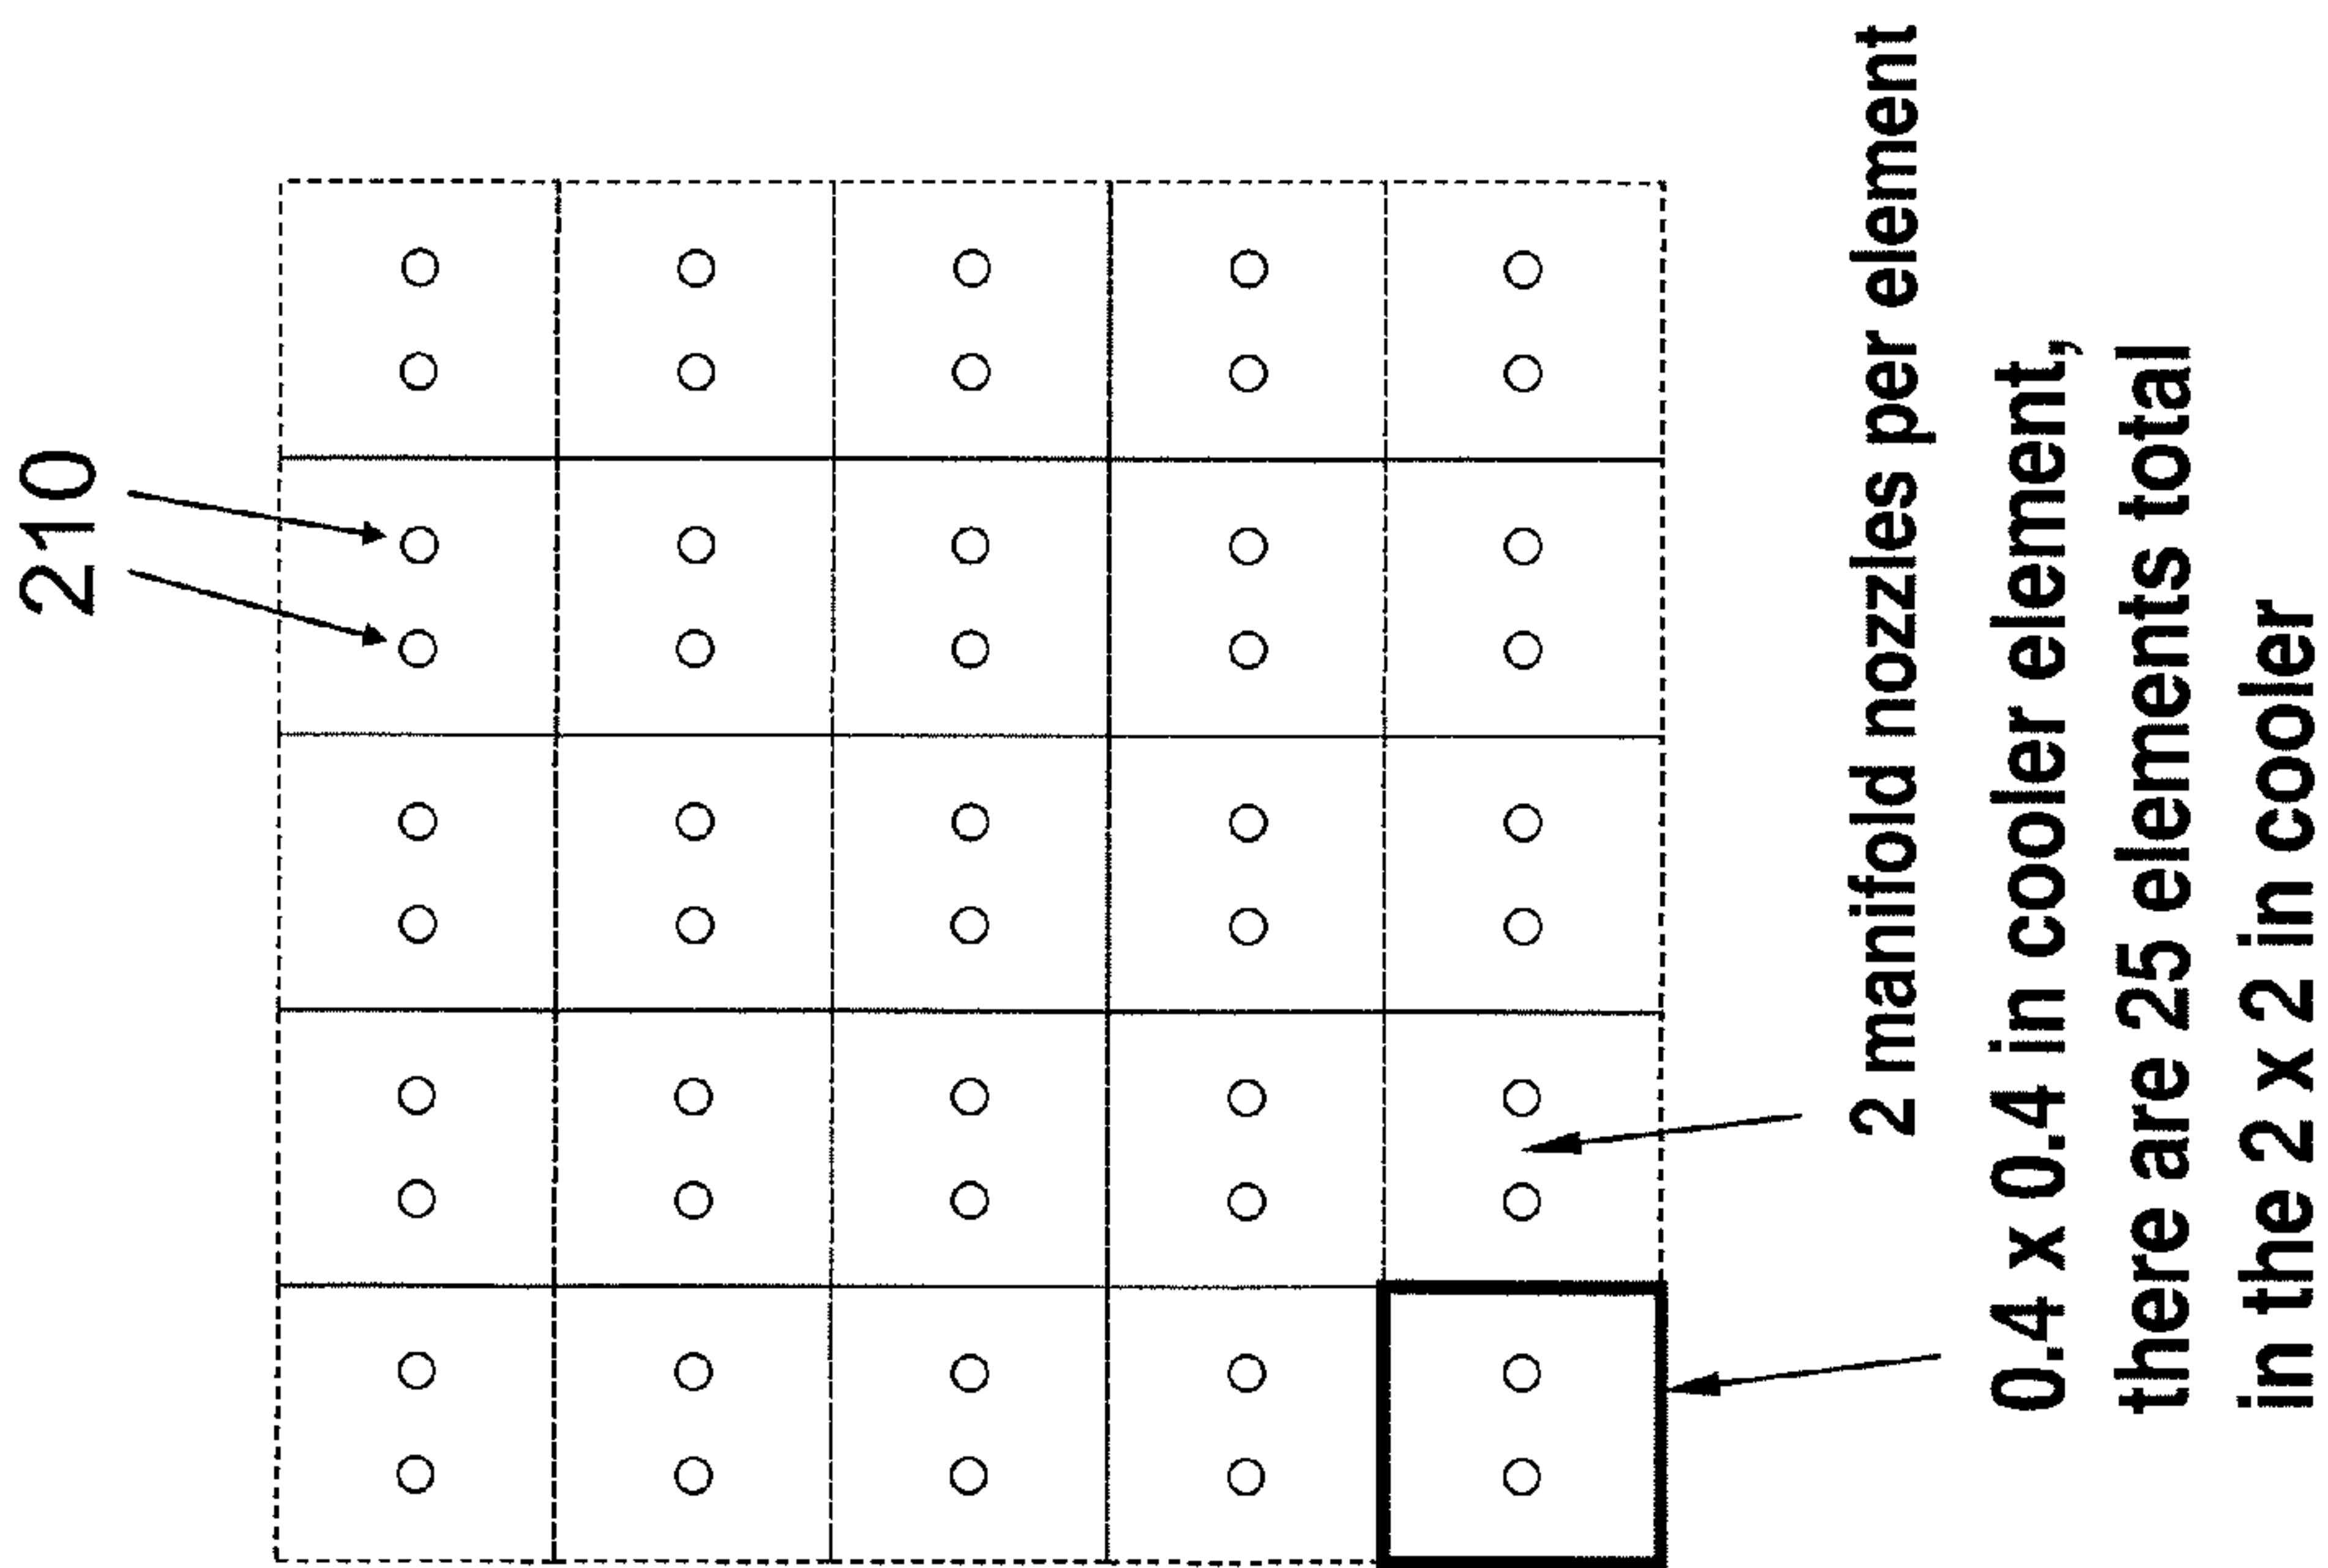 210
2 manifold nozzles per element
0.4 x 0.4 in cooler element,
there are 25 elements total
in the 2 x 2 in cooler